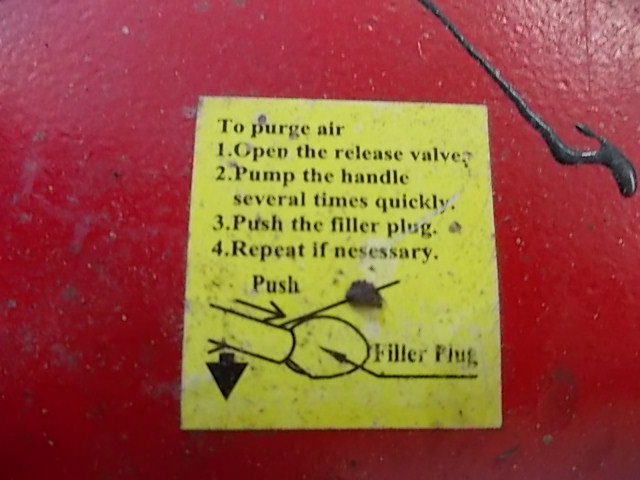 To purge air
1.Open the release valve.
2.Pump the handle
several times quickly.
3.Push the filler plug.
4.Repeat if nesessary.
Push
Filler Plug